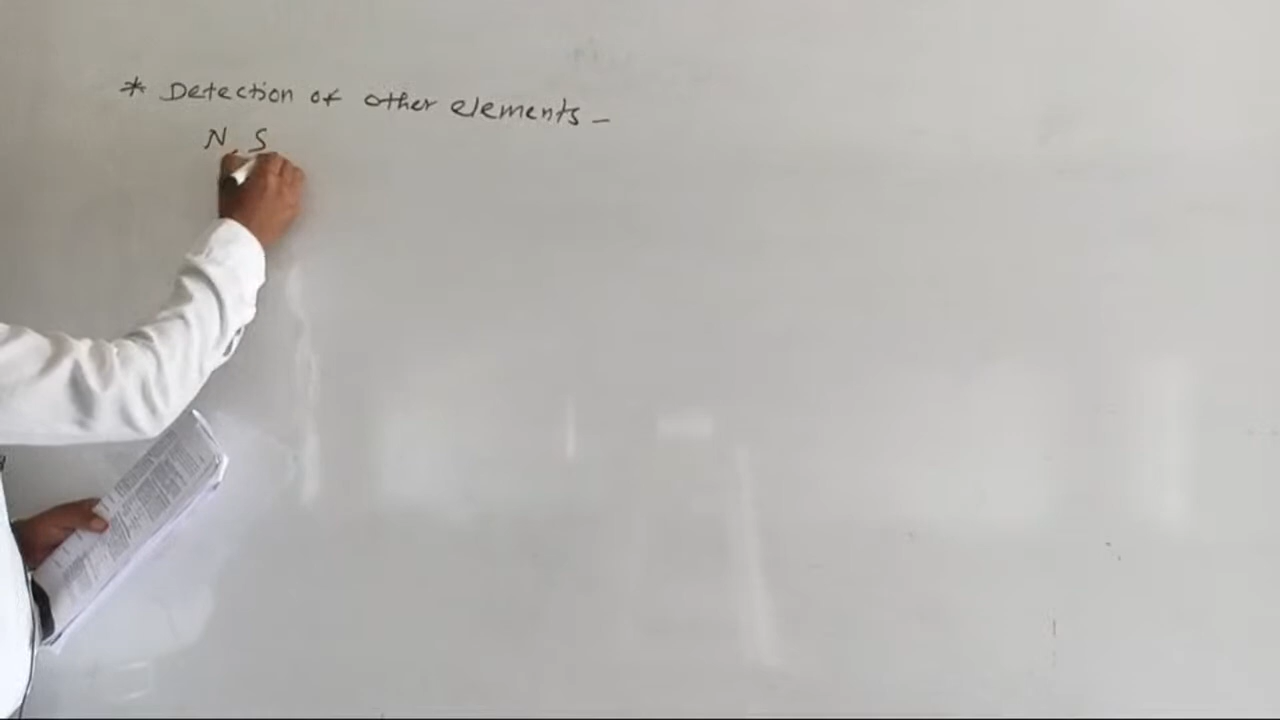 * Detection of other elements -
N, S